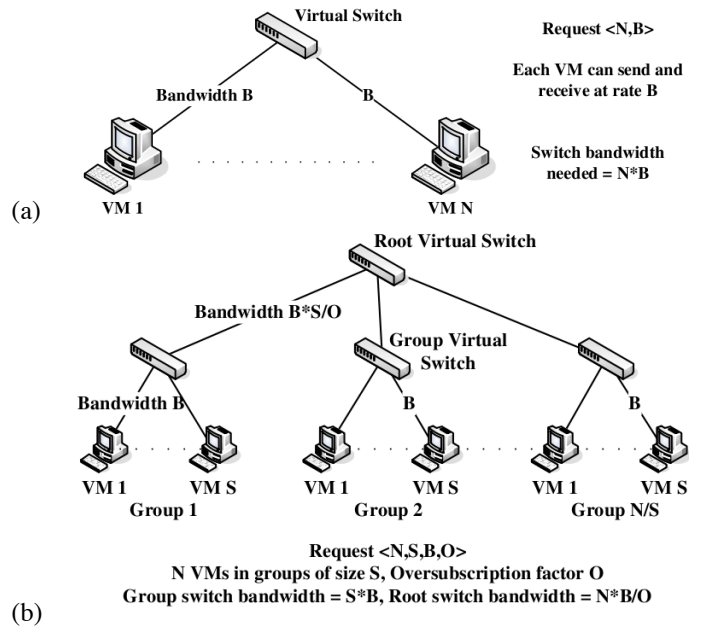 Virtual Switch
Request <N,B>
Bandwidth B
B
Each VM can send and
receive at rate B
Switch bandwidth
needed = N*B
VM 1
VM N
(a)
Root Virtual Switch
Bandwidth B*S/O
Group Virtual
Switch
Bandwidth B
B
B
VM 1
VM S
VM 1
VM S
VM 1
VM S
Group 1
Group 2
Group N/S
Request <N,S,B,O>
N VMs in groups of size S, Oversubscription factor O
Group switch bandwidth = S*B, Root switch bandwidth = N*B/O
(b)